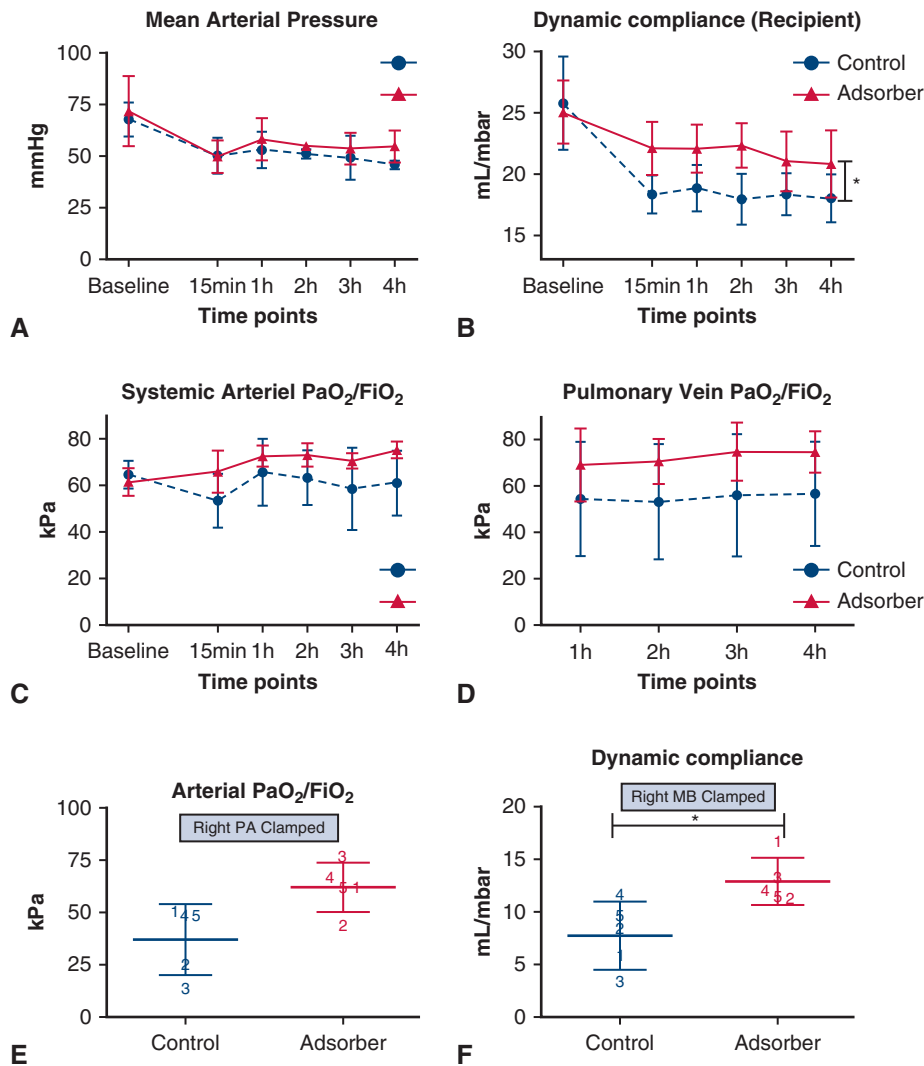 Mean Arterial Pressure
100
75
50
25
0
mmHg
Baseline 15min 1h 2h 3h 4h
Time points
A
Dynamic compliance (Recipient)
30
25
20
15
mL/mbar
Control
Adsorber
*
Baseline 15min 1h 2h 3h 4h
Time points
B
Systemic Arteriel PaO₂/FiO₂
80
60
40
20
0
kPa
Baseline 15min 1h 2h 3h 4h
Time points
C
Pulmonary Vein PaO₂/FiO₂
80
60
40
20
0
kPa
Control
Adsorber
1h 2h 3h 4h
Time points
D
Arterial PaO₂/FiO₂
Right PA Clamped
100
75
50
25
0
kPa
1 4 5
2
3
3
4 5 1
2
Control Adsorber
E
Dynamic compliance
Right MB Clamped
*
20
15
10
5
0
mL/mbar
4
5
2
1
3
1
3
4 5 2
Control Adsorber
F